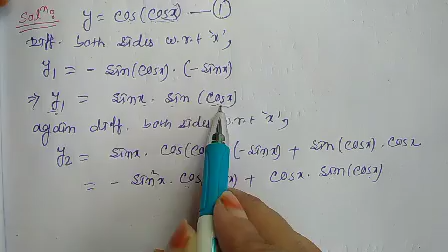 Solⁿ: y = cos(cosx) — ①
Diff. both sides w.r.t 'x',
y₁ = - sin(cosx) · (-sinx)
⇒ y₁ = sinx · sin(cosx)
again diff. both sides w.r.t 'x',
y₂ = sinx · cos(co (-sinx) + sin(cosx) · cosx
= - sin²x · cos x) + cosx · sin(cosx)